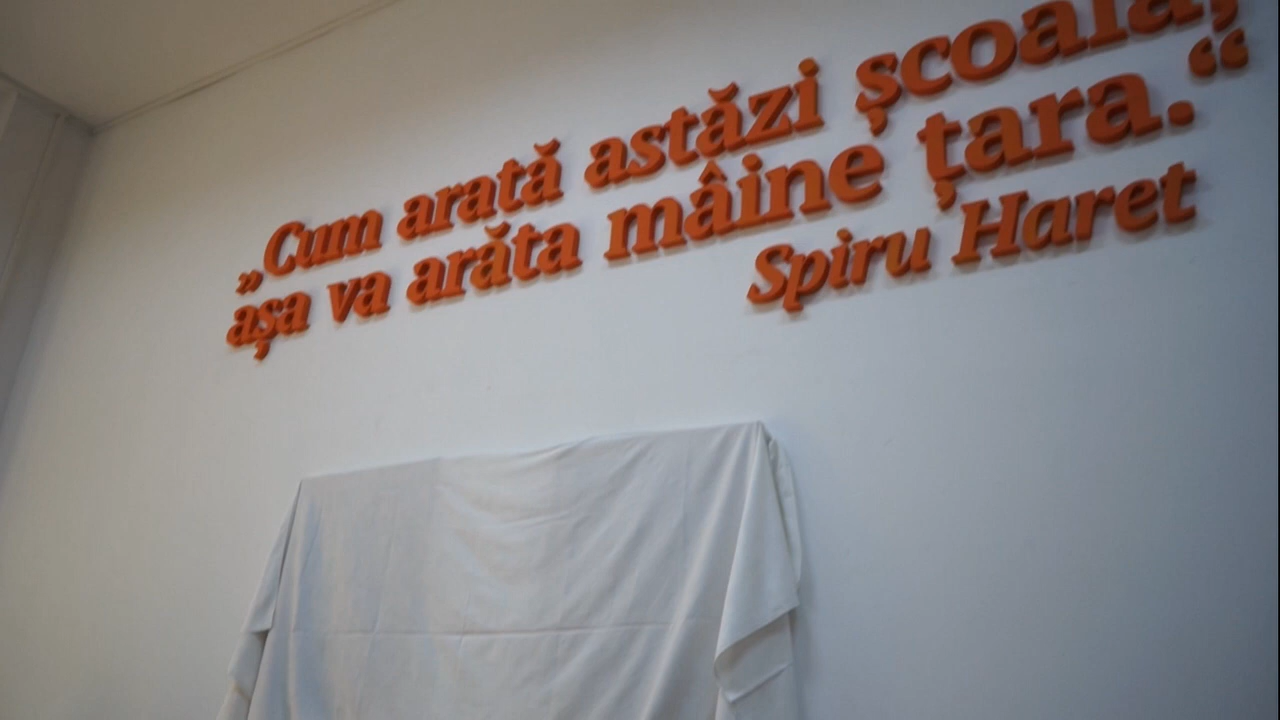 „Cum arată astăzi școala,
așa va arăta mâine țara.“
Spiru Haret